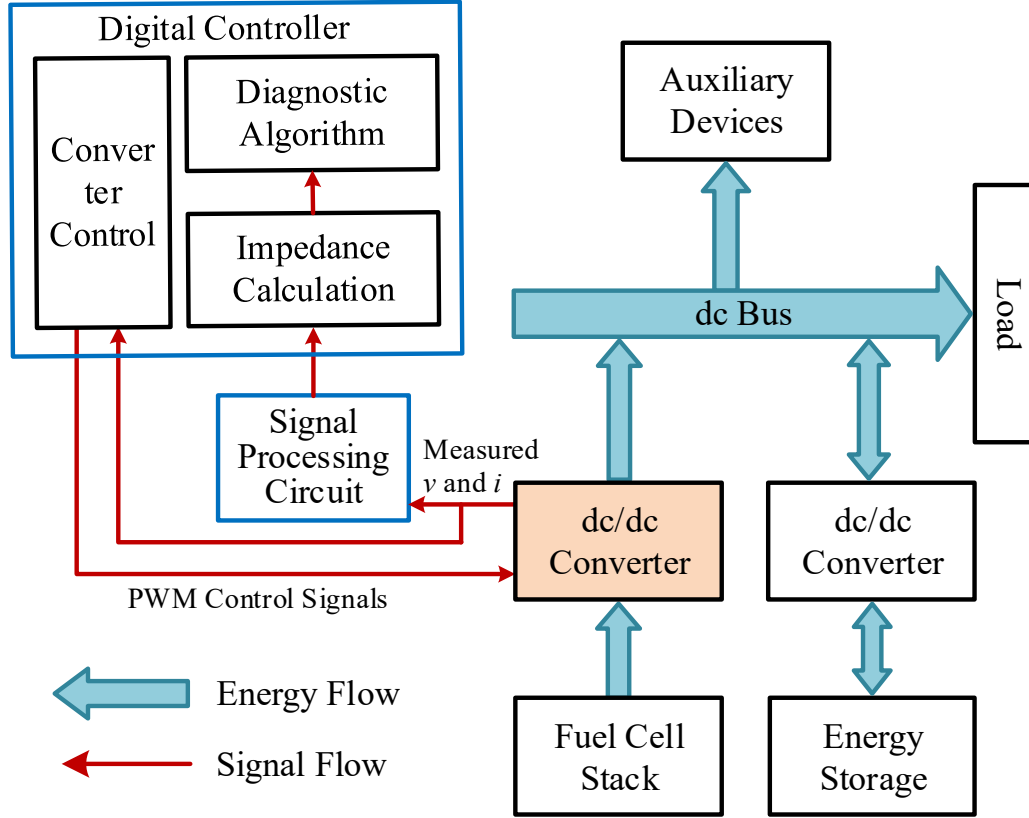 Digital Controller
Conver
ter
Control
Diagnostic
Algorithm
Impedance
Calculation
Signal
Processing
Circuit
Measured
v and i
PWM Control Signals
Auxiliary
Devices
dc Bus
Load
dc/dc
Converter
dc/dc
Converter
Fuel Cell
Stack
Energy
Storage
Energy Flow
Signal Flow